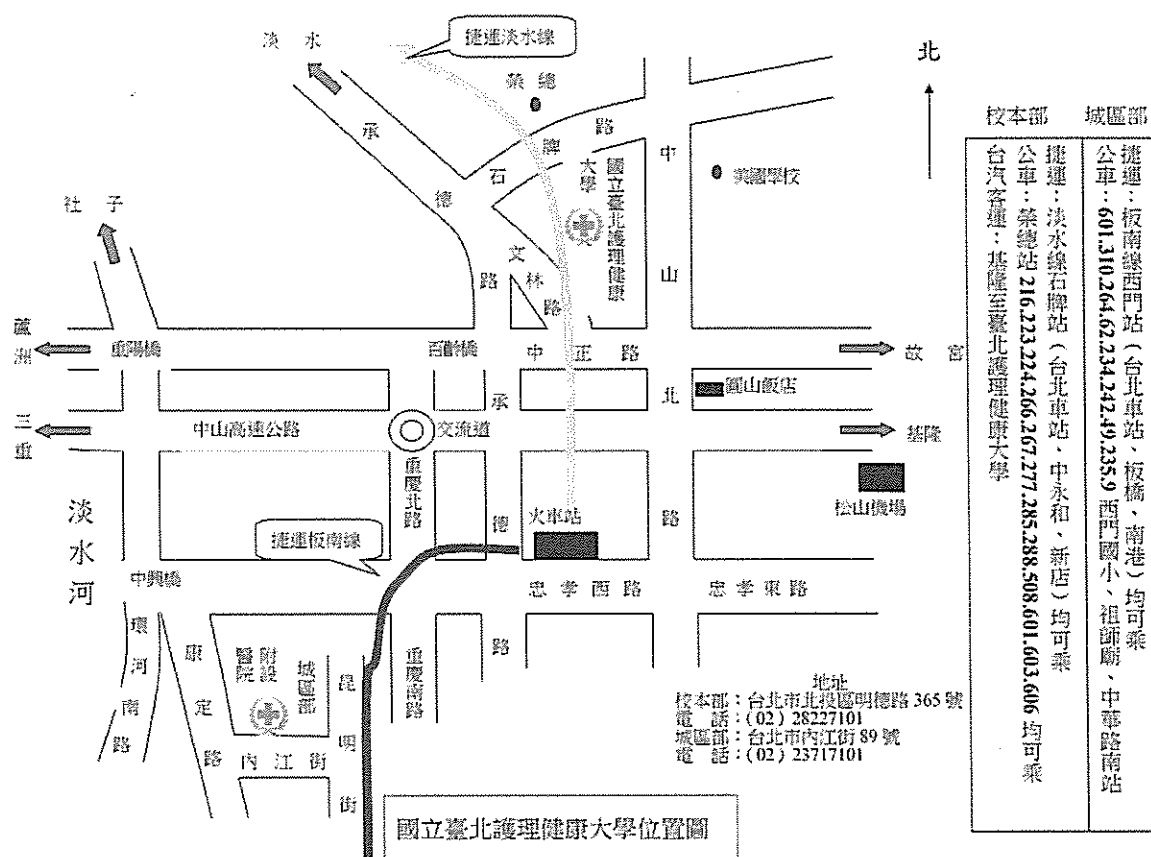 淡水
捷運淡水線
榮總
北
承德路
石牌路
中山北路
國立臺北護理健康
大學
美國學校
文林路
社子
蘆洲
重陽橋
百齡橋
中正路
故宮
圓山飯店
三重
中山高速公路
交流道
基隆
承德路
重慶北路
火車站
松山機場
淡水河
捷運板南線
中興橋
忠孝西路
忠孝東路
環河南路
康定路
附設
醫院
城區部
昆明街
重慶南路
內江街
地址
校本部：台北市北投區明德路 365 號
電　話：（02）28227101
城區部：台北市內江街 89 號
電　話：（02）23717101
國立臺北護理健康大學位置圖
城區部
捷運：板南線西門站（台北車站，板橋，南港）均可乘
公車：601.310.264.62.234.242.49.235.9 西門國小、祖師廟，中華路南站
校本部
捷運：淡水線石牌站（台北車站，中永和，新店）均可乘
公車：榮總站 216.223.224.266.267.277.285.288.508.601.603.606 均可乘
台汽客運：基隆至臺北護理健康大學